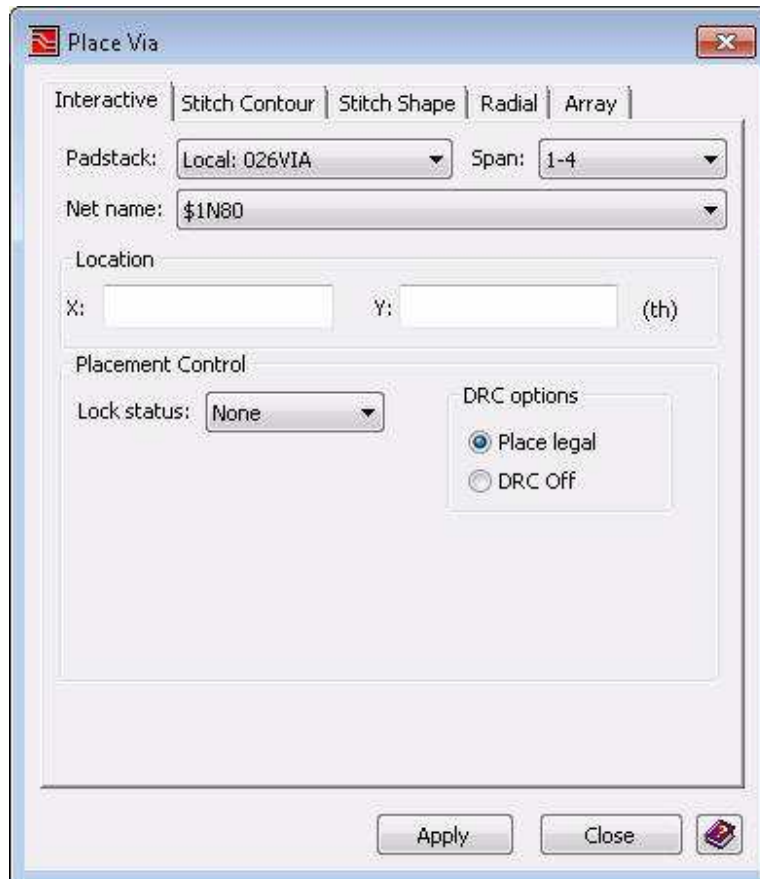 Place Via
Interactive Stitch Contour Stitch Shape Radial Array
Padstack: Local: 026VIA Span: 1-4
Net name: $1N80
Location
X: Y: (th)
Placement Control
Lock status: None DRC options
Place legal
DRC Off
Apply Close